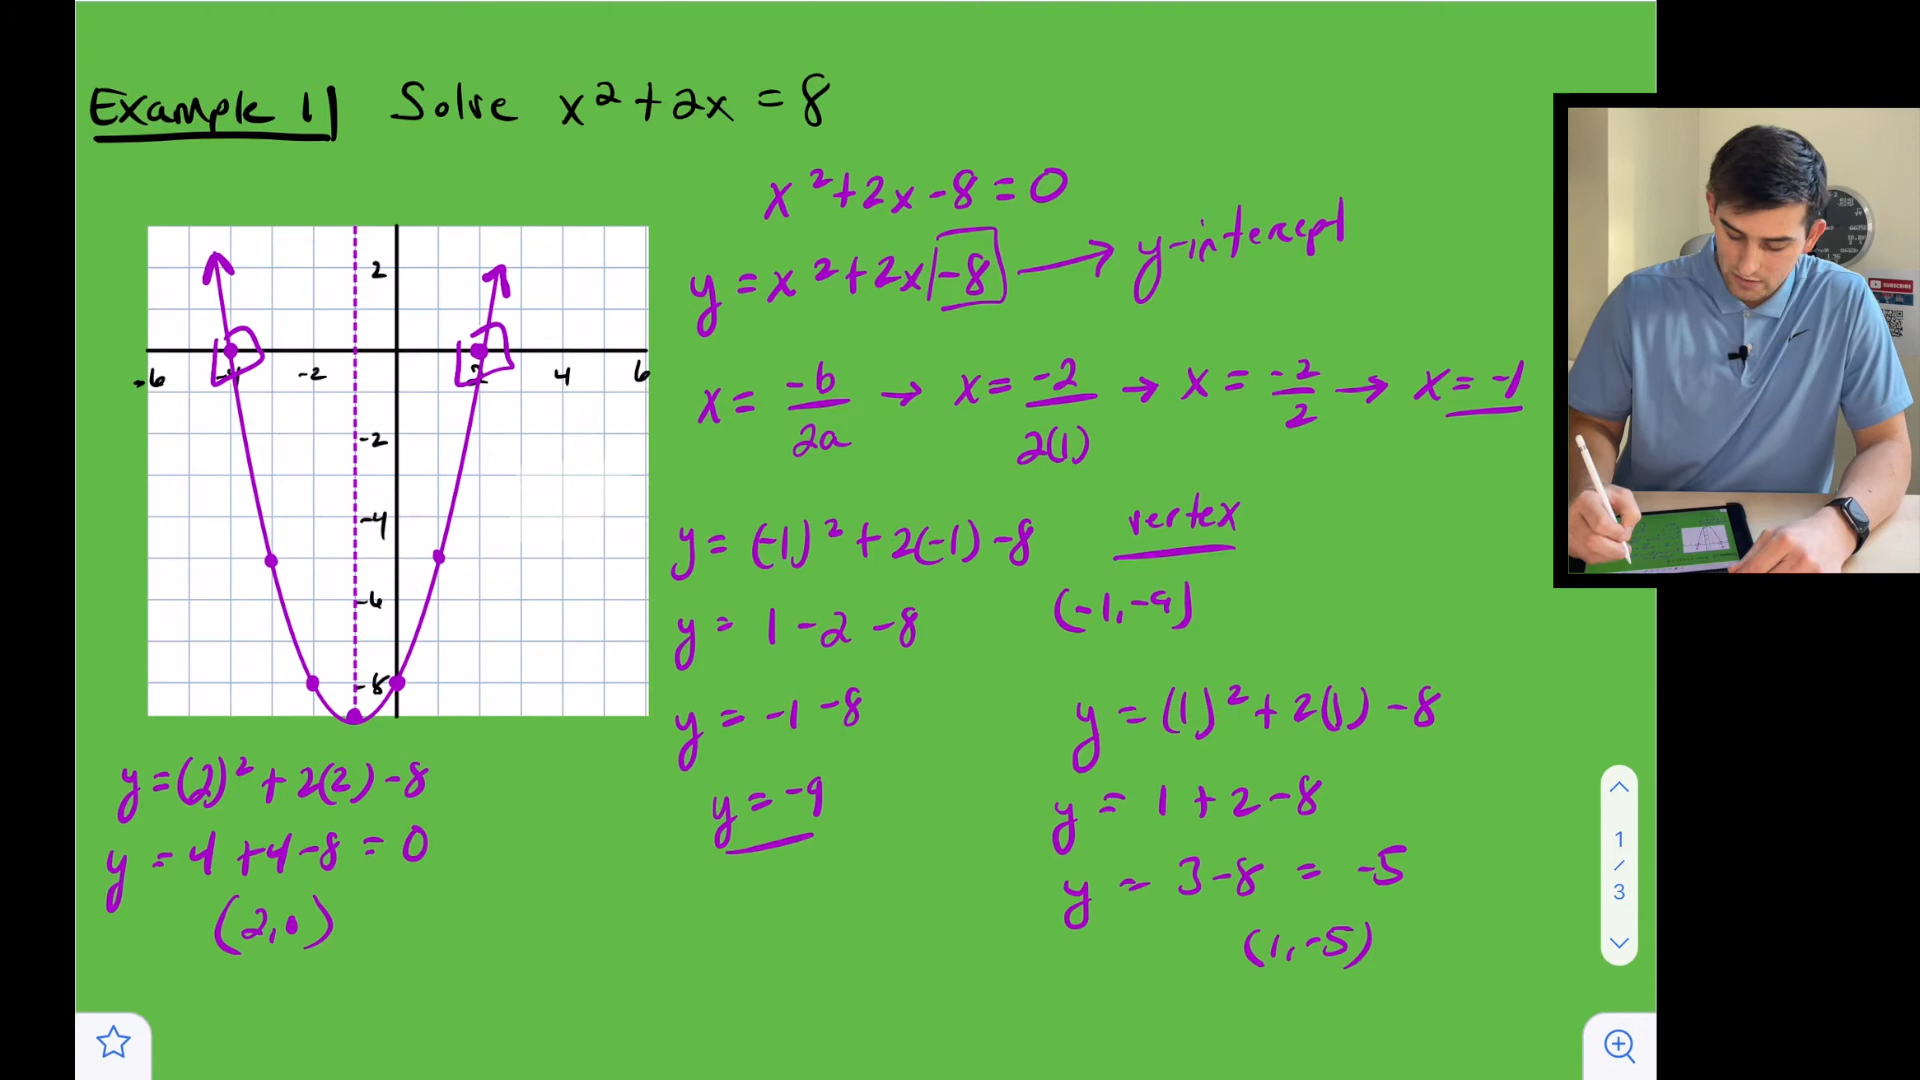 Example 1 Solve x²+2x=8
x²+2x-8=0
y=x²+2x-8 → y-intercept
2
-6 -4 -2 2 4 6
-2
-4
-6
-8
x = -b/2a → x = -2/2(1) → x = -2/2 → x = -1
y = (-1)² + 2(-1) -8
y = 1 -2 -8
y = -1 -8
y = -9
vertex
(-1, -9)
y = (1)² + 2(1) -8
y = 1 + 2 - 8
y = 3-8 = -5
(1, -5)
y=(2)² + 2(2) -8
y = 4 +4-8 = 0
(2, 0)
1
/
3
SUBSCRIBE